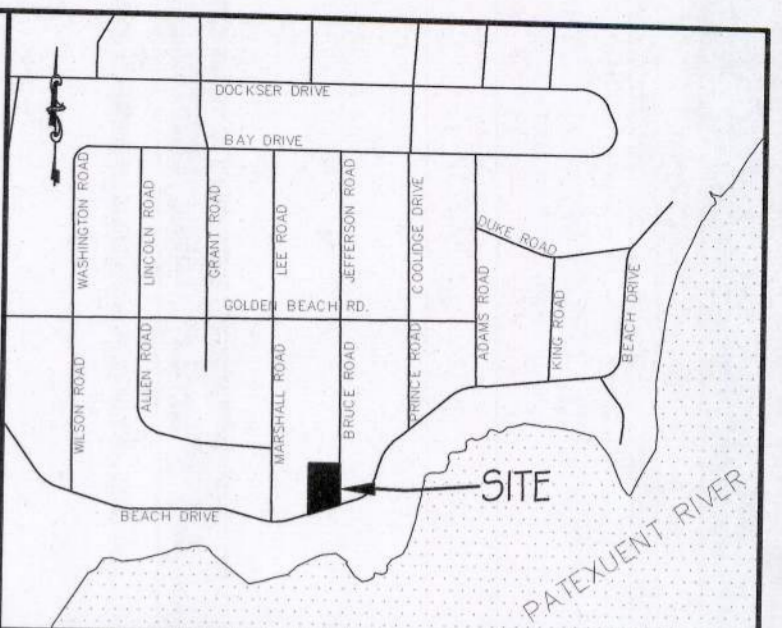 DOCKSER DRIVE
BAY DRIVE
WASHINGTON ROAD
LINCOLN ROAD
GRANT ROAD
LEE ROAD
JEFFERSON ROAD
COOLIDGE DRIVE
DUKE ROAD
GOLDEN BEACH RD.
ADAMS ROAD
KING ROAD
BEACH DRIVE
WILSON ROAD
ALLEN ROAD
MARSHALL ROAD
BRUCE ROAD
PRINCE ROAD
SITE
BEACH DRIVE
PATEXUENT RIVER